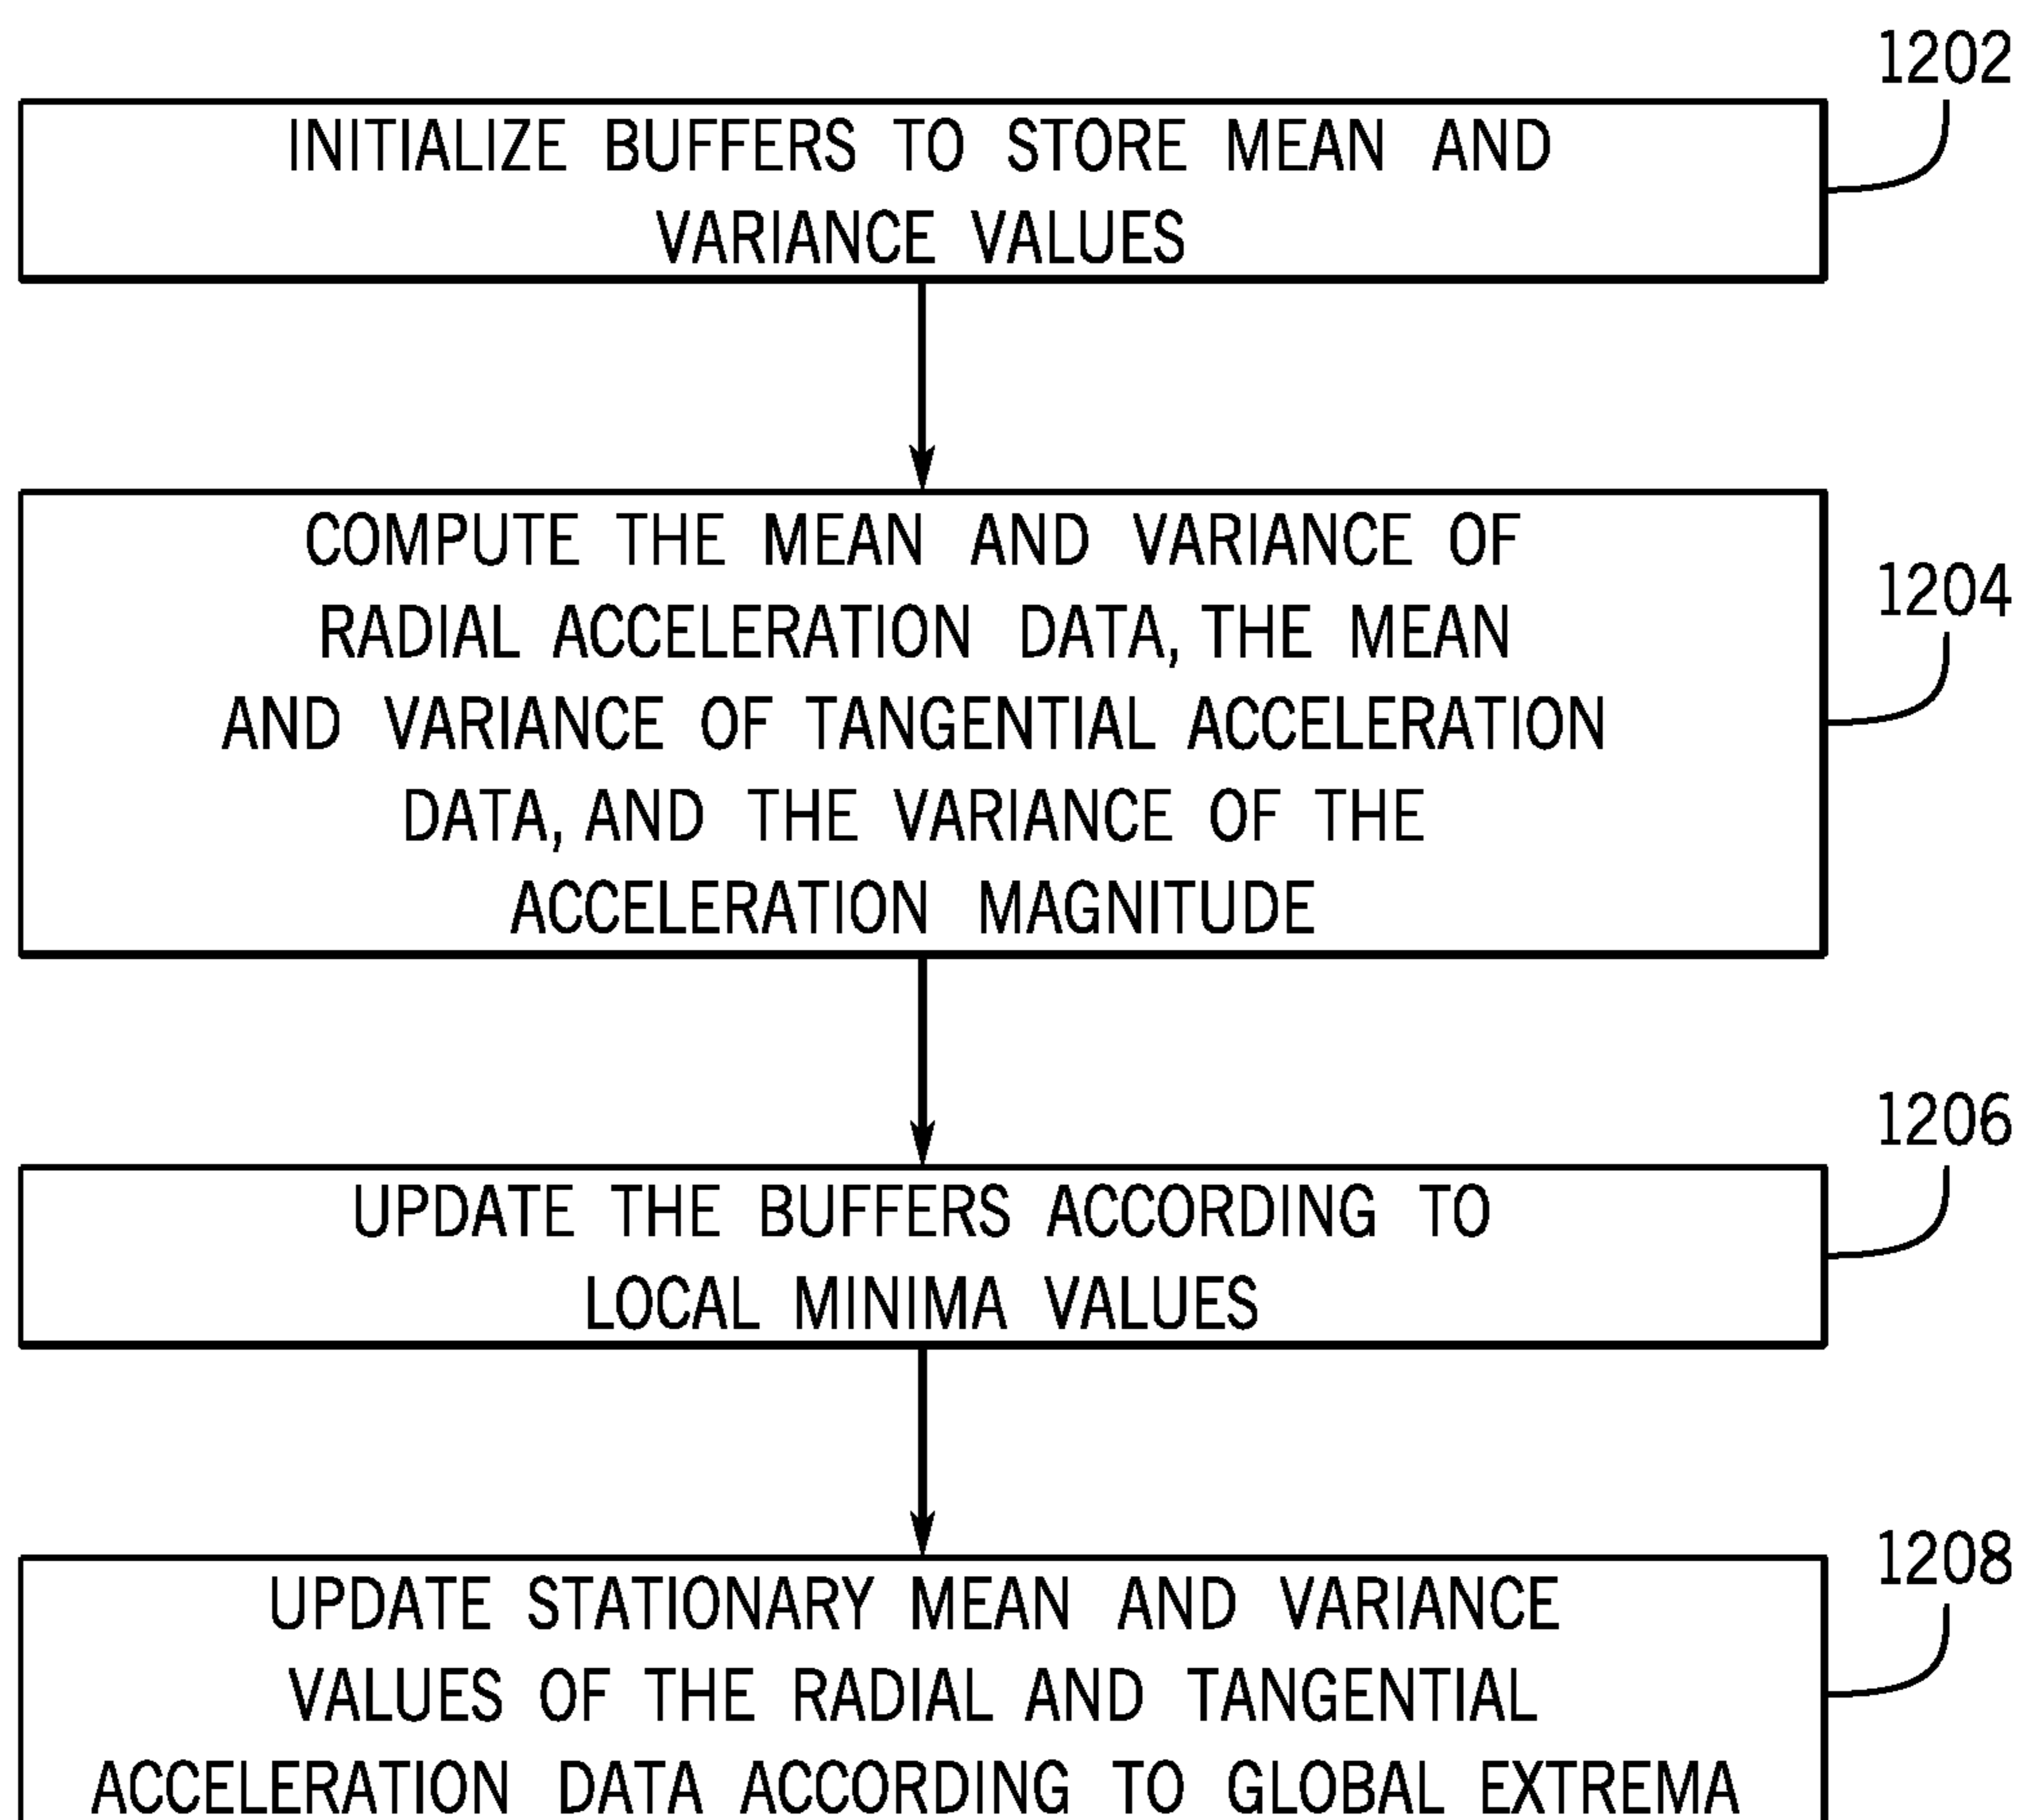 1202
INITIALIZE BUFFERS TO STORE MEAN AND
VARIANCE VALUES
COMPUTE THE MEAN AND VARIANCE OF
RADIAL ACCELERATION DATA, THE MEAN
AND VARIANCE OF TANGENTIAL ACCELERATION
DATA, AND THE VARIANCE OF THE
ACCELERATION MAGNITUDE
1204
UPDATE THE BUFFERS ACCORDING TO
LOCAL MINIMA VALUES
1206
UPDATE STATIONARY MEAN AND VARIANCE
VALUES OF THE RADIAL AND TANGENTIAL
ACCELERATION DATA ACCORDING TO GLOBAL EXTREMA
1208